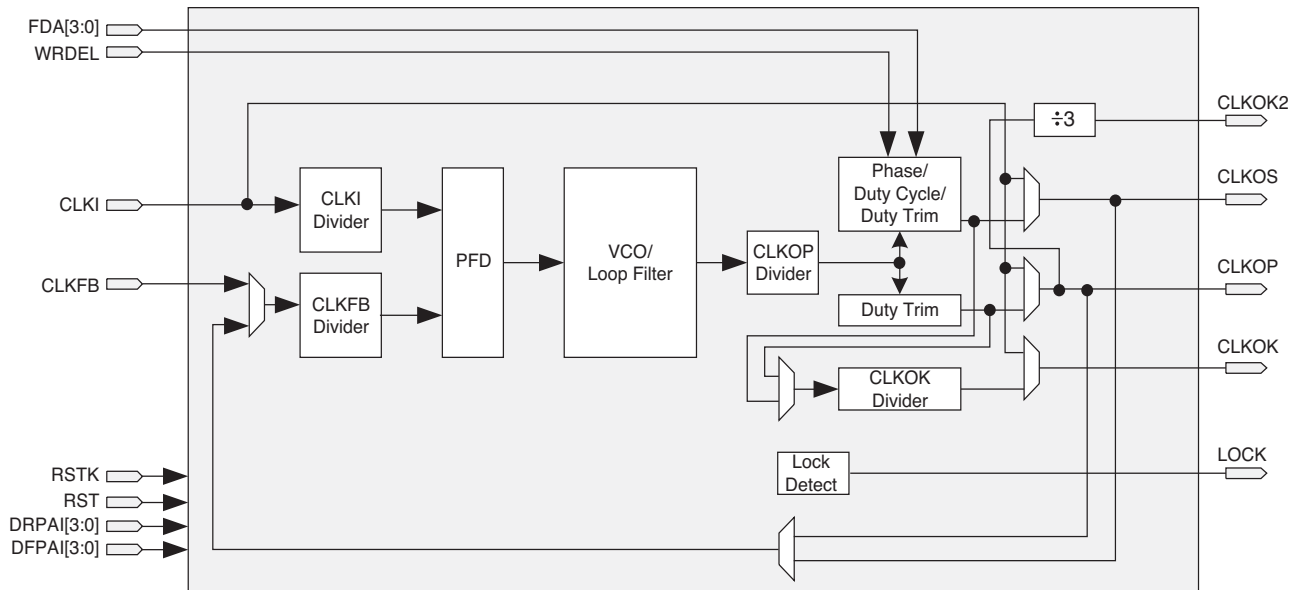 FDA[3:0]
WRDEL
CLKI
CLKFB
RSTK
RST
DRPAI[3:0]
DFPAI[3:0]
CLKI
Divider
CLKFB
Divider
PFD
VCO/
Loop Filter
CLKOP
Divider
Phase/
Duty Cycle/
Duty Trim
Duty Trim
CLKOK
Divider
Lock
Detect
÷3
CLKOK2
CLKOS
CLKOP
CLKOK
LOCK